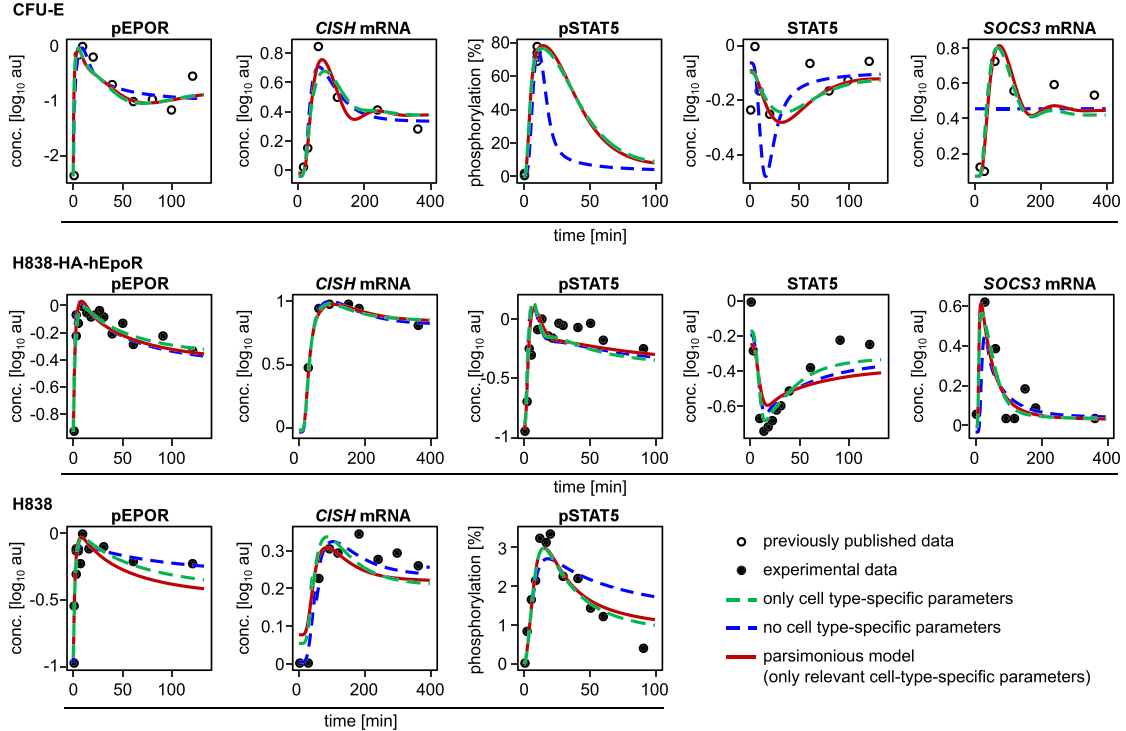 CFU-E
pEPOR
CISH mRNA
pSTAT5
STAT5
SOCS3 mRNA
conc. [log10 au]
0
-1
-2
0 50 100
conc. [log10 au]
0.8
0.6
0.4
0.2
0
0 200 400
phosphorylation [%]
80
60
40
20
0
0 50 100
conc. [log10 au]
0
-0.2
-0.4
0 50 100
conc. [log10 au]
0.8
0.6
0.4
0.2
0 200 400
time [min]
H838-HA-hEpoR
pEPOR
CISH mRNA
pSTAT5
STAT5
SOCS3 mRNA
conc. [log10 au]
0
-0.2
-0.4
-0.6
-0.8
0 50 100
conc. [log10 au]
1
0
0 200 400
conc. [log10 au]
0
-0.5
-1
0 50 100
conc. [log10 au]
0
-0.2
-0.4
-0.6
0 50 100
conc. [log10 au]
0.6
0.4
0.2
0
0 200 400
time [min]
H838
pEPOR
CISH mRNA
pSTAT5
conc. [log10 au]
0
-0.5
-1
0 50 100
conc. [log10 au]
0.3
0.2
0.1
0
0 200 400
phosphorylation [%]
3
2
1
0
0 50 100
time [min]
previously published data
experimental data
only cell type-specific parameters
no cell type-specific parameters
parsimonious model
(only relevant cell-type-specific parameters)